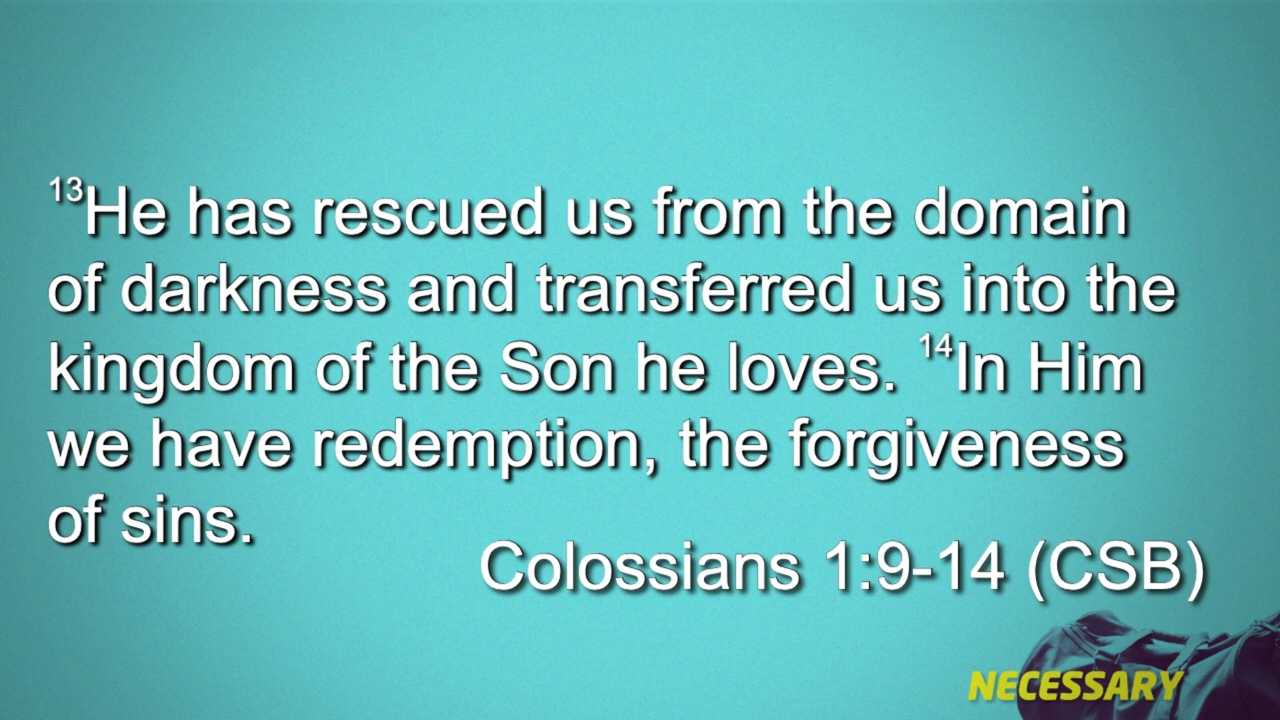 13He has rescued us from the domain
of darkness and transferred us into the
kingdom of the Son he loves. 14In Him
we have redemption, the forgiveness
of sins.
Colossians 1:9-14 (CSB)
NECESSARY